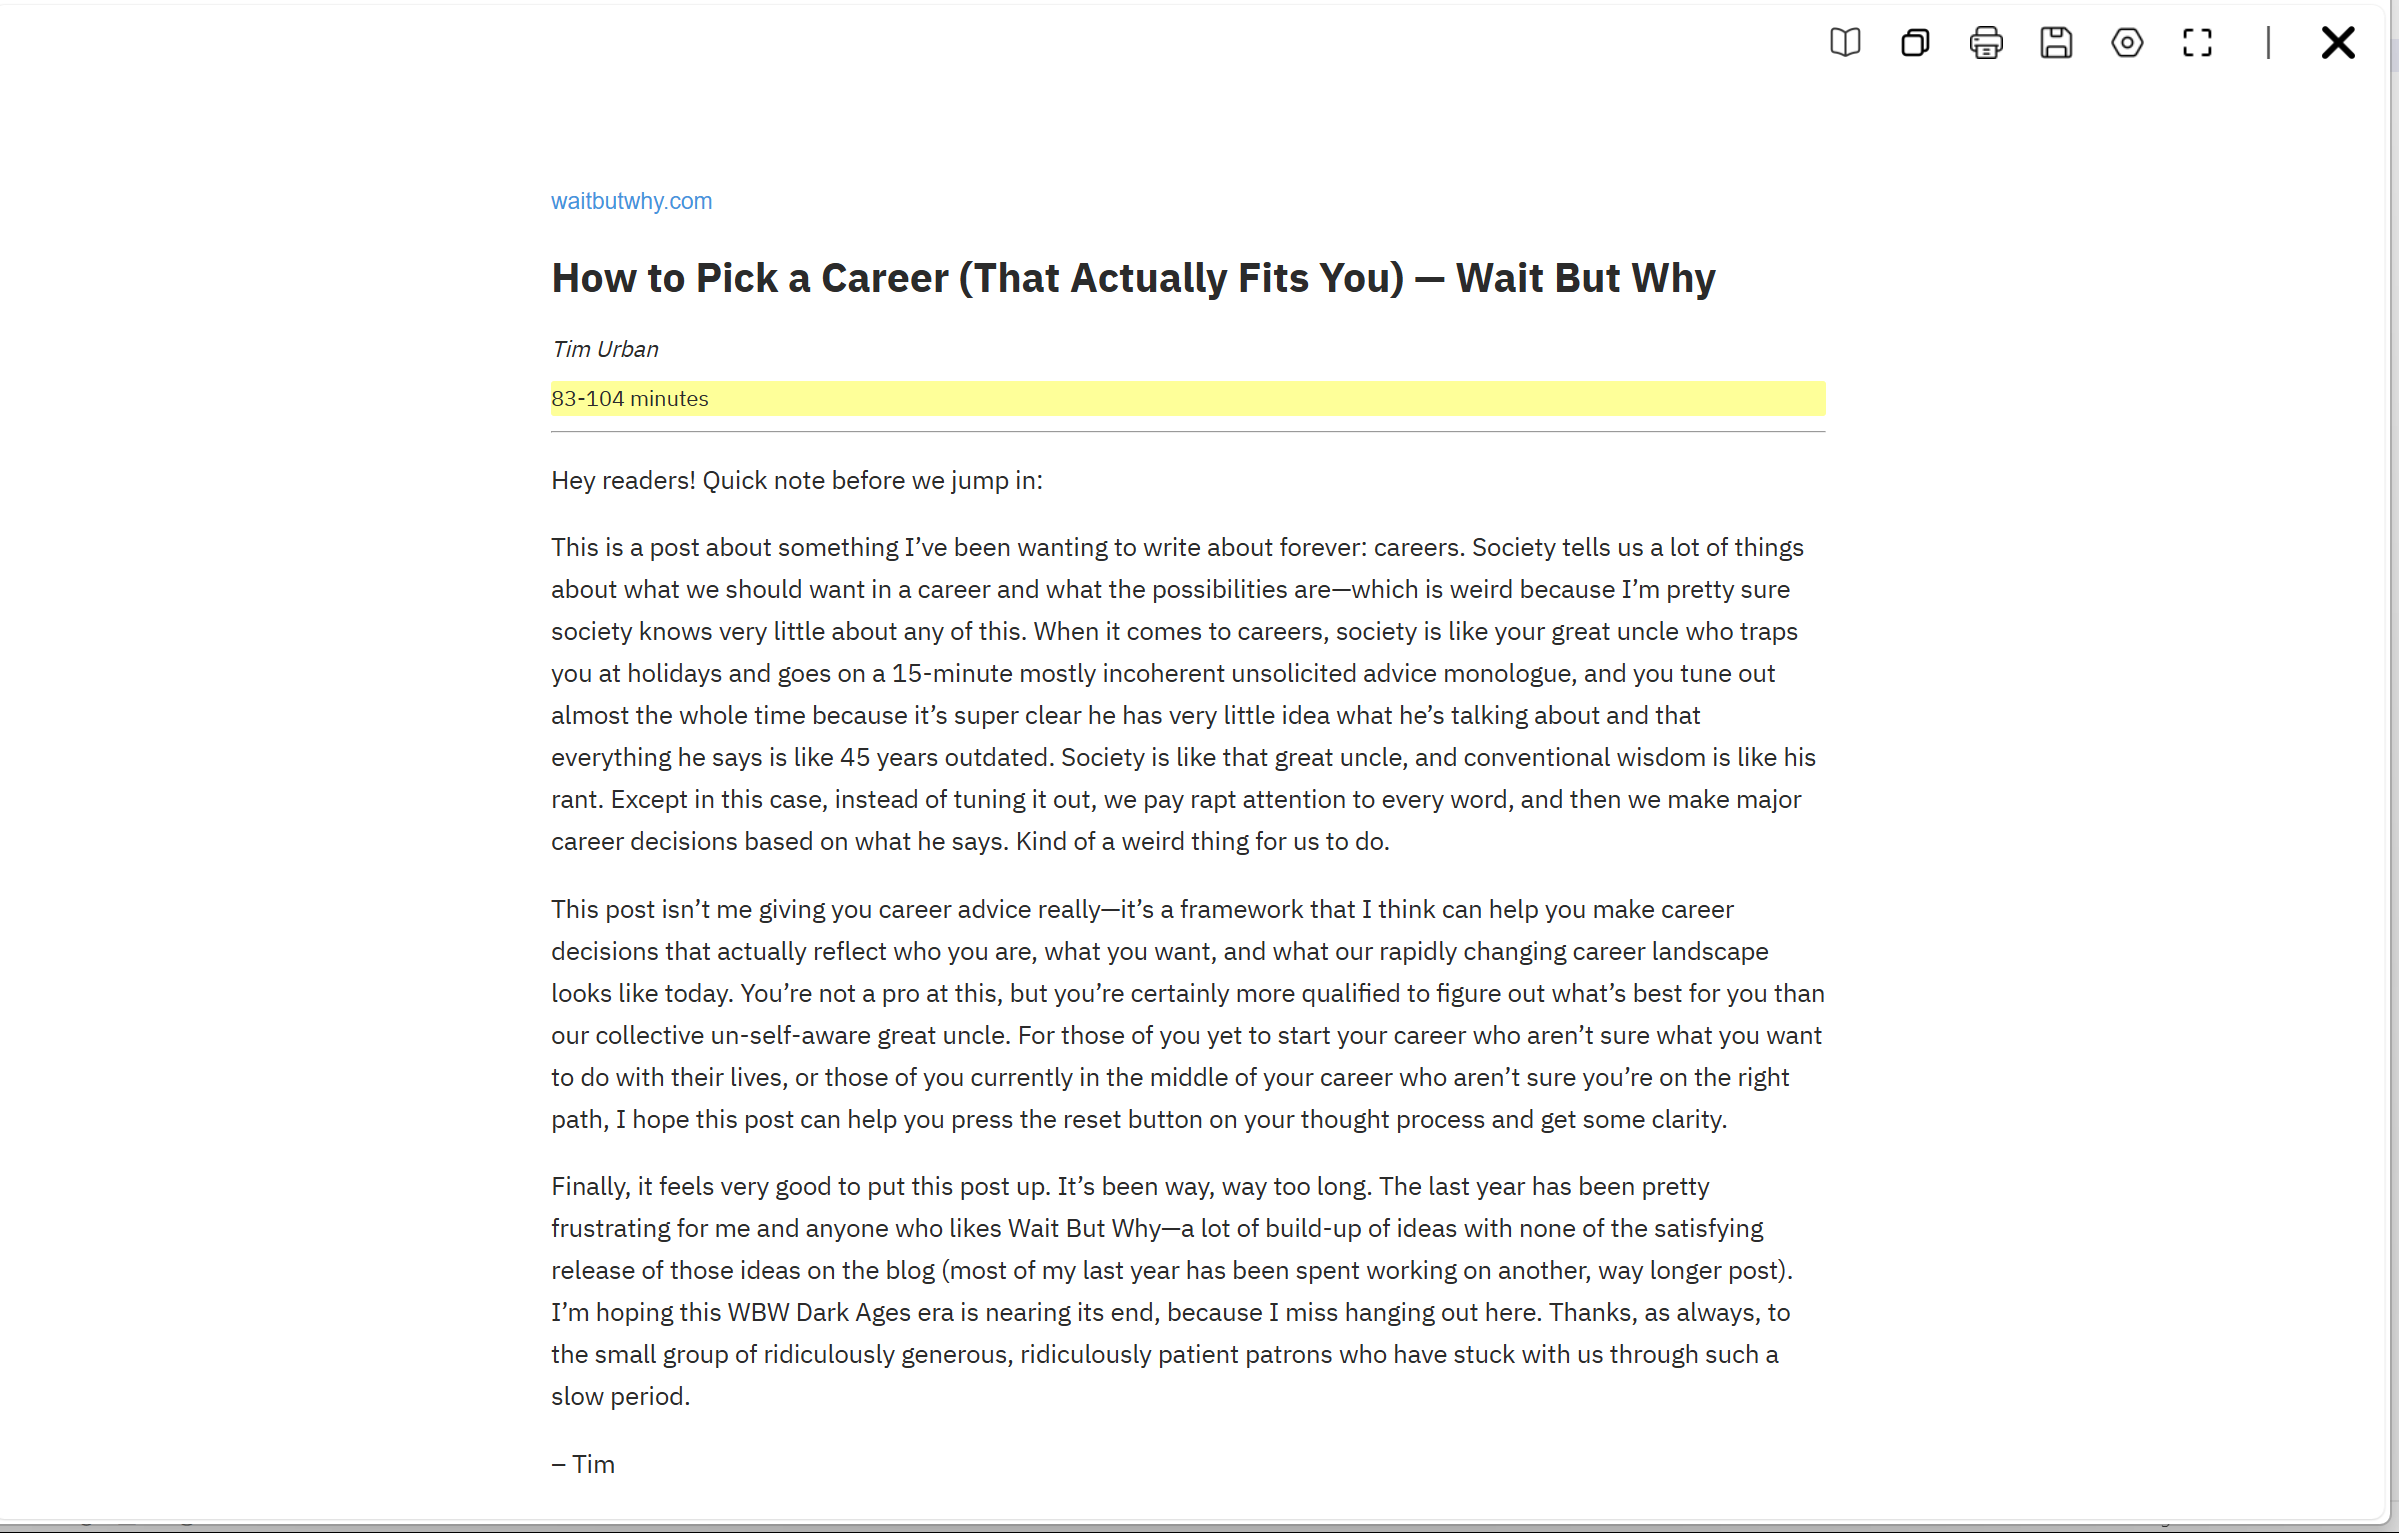 waitbutwhy.com
How to Pick a Career (That Actually Fits You) — Wait But Why
Tim Urban
83-104 minutes
Hey readers! Quick note before we jump in:
This is a post about something I’ve been wanting to write about forever: careers. Society tells us a lot of things
about what we should want in a career and what the possibilities are—which is weird because I’m pretty sure
society knows very little about any of this. When it comes to careers, society is like your great uncle who traps
you at holidays and goes on a 15-minute mostly incoherent unsolicited advice monologue, and you tune out
almost the whole time because it’s super clear he has very little idea what he’s talking about and that
everything he says is like 45 years outdated. Society is like that great uncle, and conventional wisdom is like his
rant. Except in this case, instead of tuning it out, we pay rapt attention to every word, and then we make major
career decisions based on what he says. Kind of a weird thing for us to do.
This post isn’t me giving you career advice really—it’s a framework that I think can help you make career
decisions that actually reflect who you are, what you want, and what our rapidly changing career landscape
looks like today. You’re not a pro at this, but you’re certainly more qualified to figure out what’s best for you than
our collective un-self-aware great uncle. For those of you yet to start your career who aren’t sure what you want
to do with their lives, or those of you currently in the middle of your career who aren’t sure you’re on the right
path, I hope this post can help you press the reset button on your thought process and get some clarity.
Finally, it feels very good to put this post up. It’s been way, way too long. The last year has been pretty
frustrating for me and anyone who likes Wait But Why—a lot of build-up of ideas with none of the satisfying
release of those ideas on the blog (most of my last year has been spent working on another, way longer post).
I’m hoping this WBW Dark Ages era is nearing its end, because I miss hanging out here. Thanks, as always, to
the small group of ridiculously generous, ridiculously patient patrons who have stuck with us through such a
slow period.
– Tim